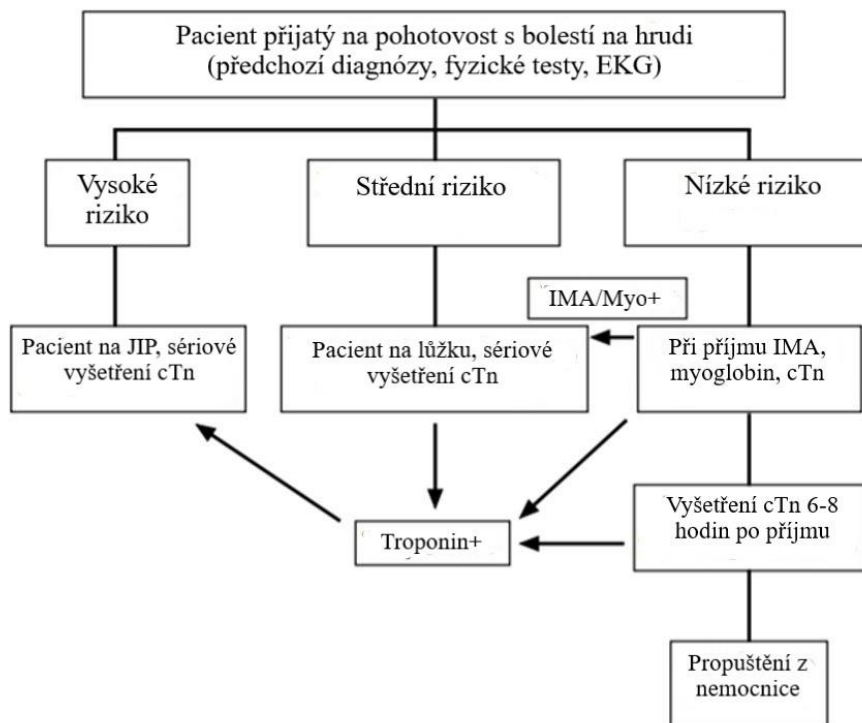 Pacient přijatý na pohotovost s bolestí na hrudi
(předchozí diagnózy, fyzické testy, EKG)
Vysoké
riziko
Střední riziko
Nízké riziko
IMA/Myo+
Pacient na JIP, sériové
vyšetření cTn
Pacient na lůžku, sériové
vyšetření cTn
Při příjmu IMA,
myoglobin, cTn
Vyšetření cTn 6-8
hodin po příjmu
Troponin+
Propuštění z
nemocnice